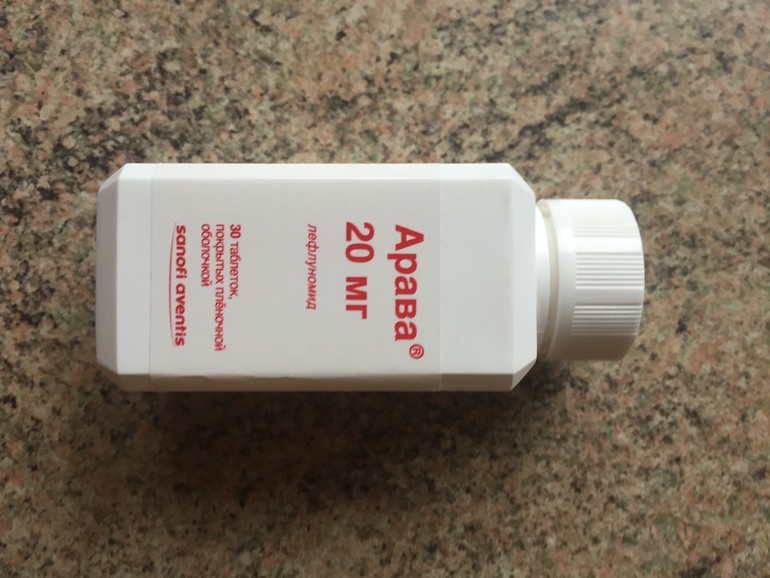 Арава®
20 мг
лефлуномид
30 таблеток,
покрытых плёночной
оболочкой
sanofi aventis